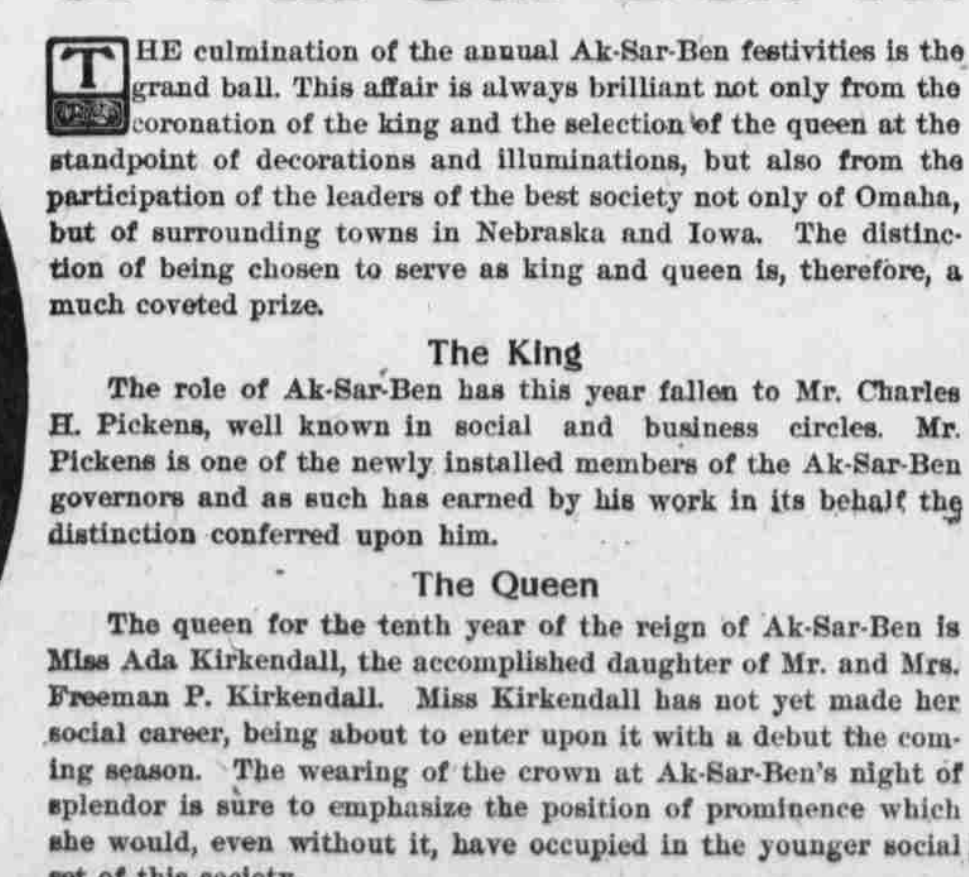 THE culmination of the annual Ak-Sar-Ben festivities is the
grand ball. This affair is always brilliant not only from the
coronation of the king and the selection of the queen at the
standpoint of decorations and illuminations, but also from the
participation of the leaders of the best society not only of Omaha,
but of surrounding towns in Nebraska and Iowa. The distinc-
tion of being chosen to serve as king and queen is, therefore, a
much coveted prize.
The King
The role of Ak-Sar-Ben has this year fallen to Mr. Charles
H. Pickens, well known in social and business circles. Mr.
Pickens is one of the newly installed members of the Ak-Sar-Ben
governors and as such has earned by his work in its behalf the
distinction conferred upon him.
The Queen
The queen for the tenth year of the reign of Ak-Sar-Ben is
Miss Ada Kirkendall, the accomplished daughter of Mr. and Mrs.
Freeman P. Kirkendall. Miss Kirkendall has not yet made her
social career, being about to enter upon it with a debut the com-
ing season. The wearing of the crown at Ak-Sar-Ben's night of
splendor is sure to emphasize the position of prominence which
she would, even without it, have occupied in the younger social
set of this society